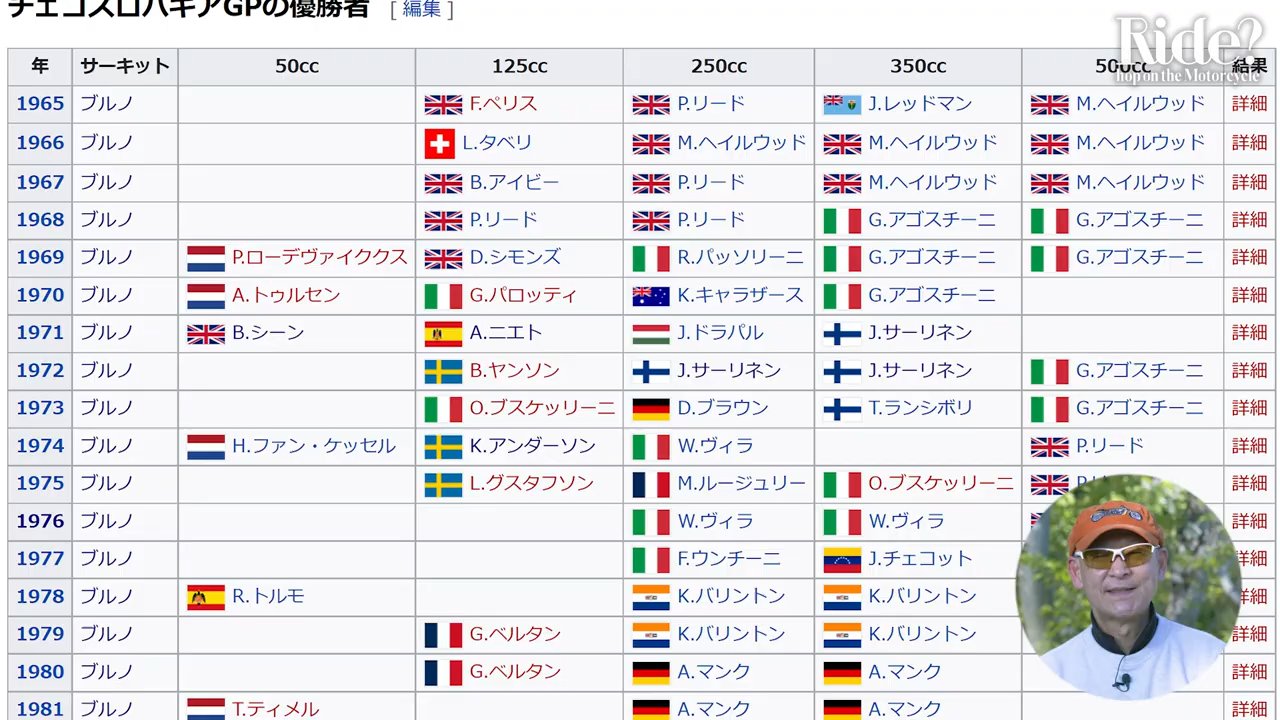 チェコスロバキアGPの優勝者 [ 編集 ]
Ride?
hop on the Motorcycle
年 サーキット 50cc 125cc 250cc 350cc 500cc 結果
1965 ブルノ F.ペリス P.リード J.レッドマン M.ヘイルウッド 詳細
1966 ブルノ L.タベリ M.ヘイルウッド M.ヘイルウッド M.ヘイルウッド 詳細
1967 ブルノ B.アイビー P.リード M.ヘイルウッド M.ヘイルウッド 詳細
1968 ブルノ P.リード P.リード G.アゴスチーニ G.アゴスチーニ 詳細
1969 ブルノ P.ローデヴァイククス D.シモンズ R.パッソリーニ G.アゴスチーニ G.アゴスチーニ 詳細
1970 ブルノ A.トゥルセン G.パロッティ K.キャラザース G.アゴスチーニ 詳細
1971 ブルノ B.シーン A.ニエト J.ドラパル J.サーリネン 詳細
1972 ブルノ B.ヤンソン J.サーリネン J.サーリネン G.アゴスチーニ 詳細
1973 ブルノ O.ブスケッリーニ D.ブラウン T.ランシボリ G.アゴスチーニ 詳細
1974 ブルノ H.ファン・ケッセル K.アンダーソン W.ヴィラ P.リード 詳細
1975 ブルノ L.グスタフソン M.ルージュリー O.ブスケッリーニ 詳細
1976 ブルノ W.ヴィラ W.ヴィラ 詳細
1977 ブルノ F.ウンチーニ J.チェコット 詳細
1978 ブルノ R.トルモ K.バリントン K.バリントン 詳細
1979 ブルノ G.ベルタン K.バリントン K.バリントン 詳細
1980 ブルノ G.ベルタン A.マンク A.マンク 詳細
1981 ブルノ T.ティメル A.マンク A.マンク 詳細